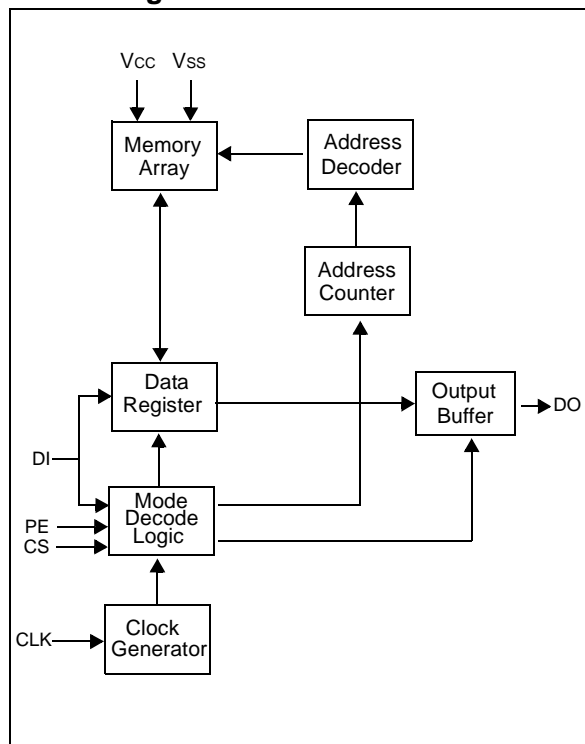 VCC VSS
Memory
Array
Address
Decoder
Address
Counter
Data
Register
Output
Buffer
DO
DI
Mode
Decode
Logic
PE
CS
CLK
Clock
Generator